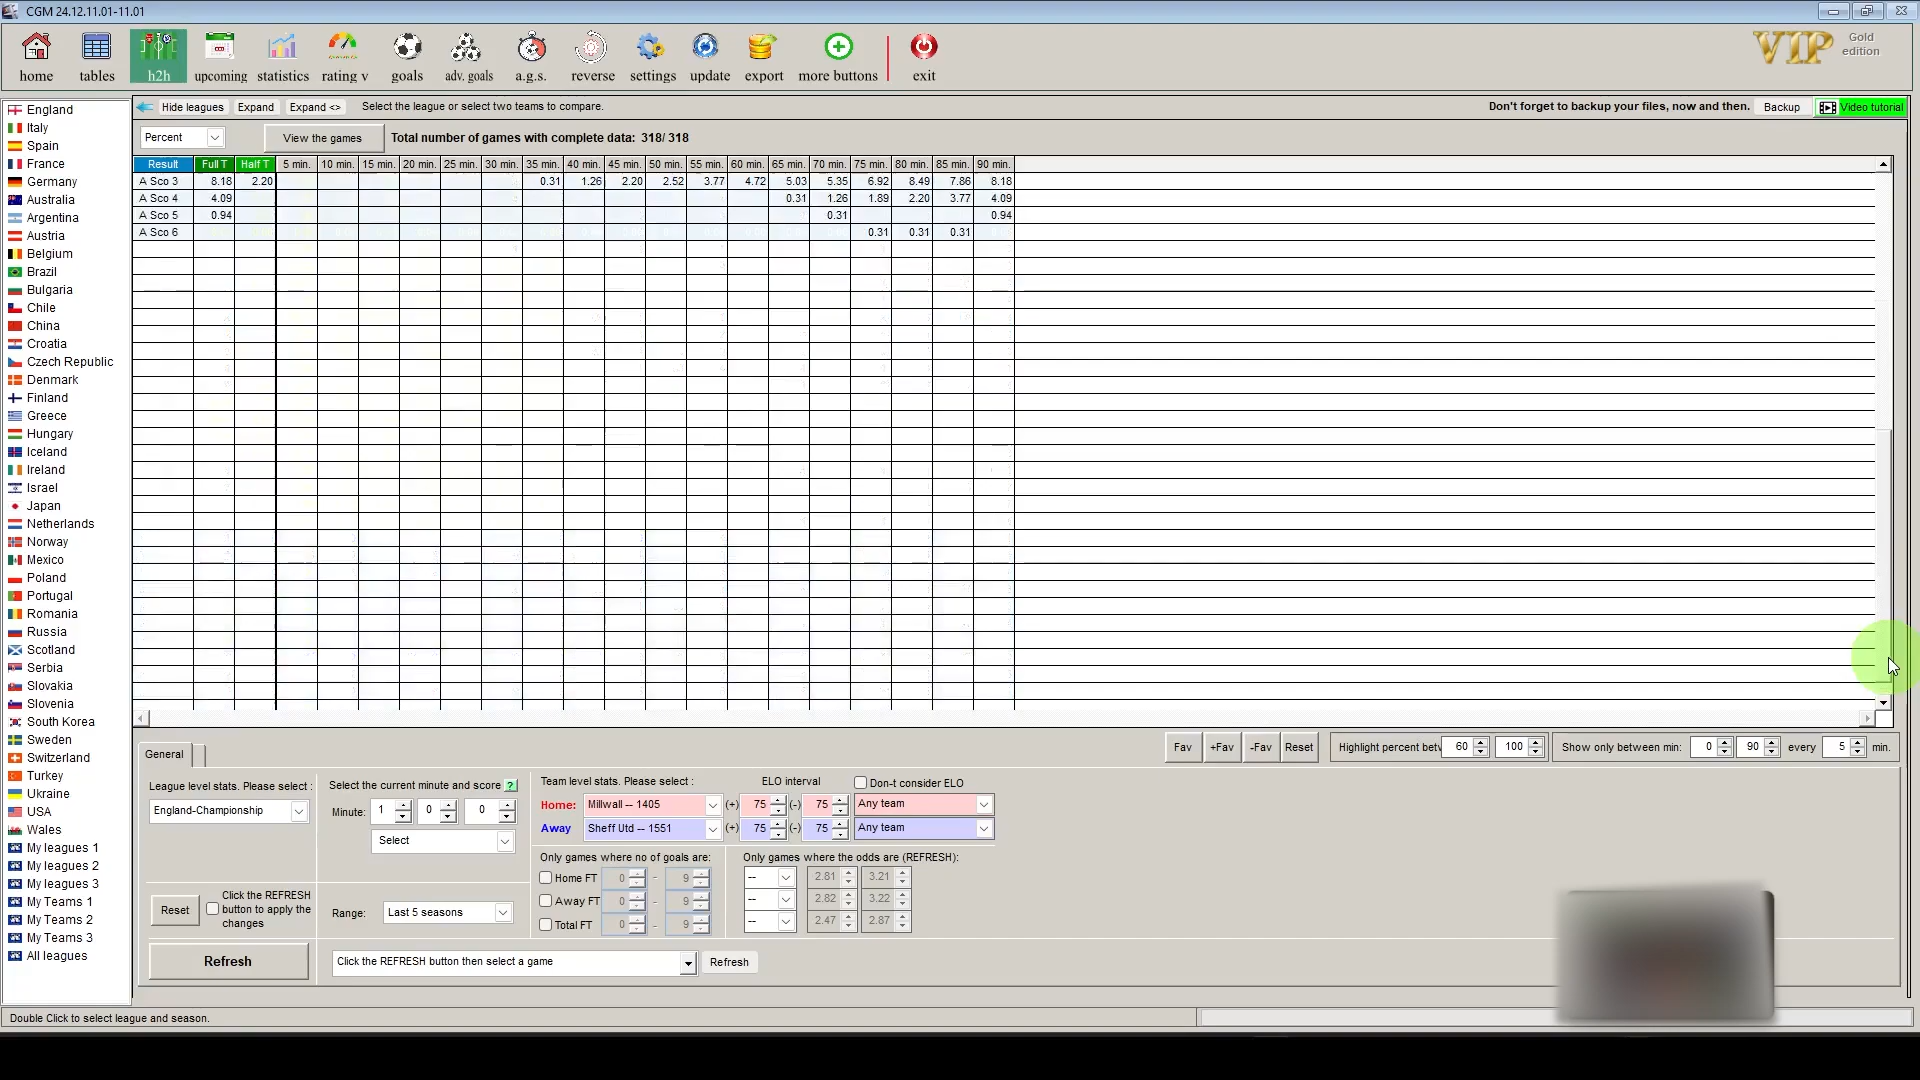 CGM 24.12.11.01-11.01
home tables h2h upcoming statistics rating v goals adv. goals a.g.s. reverse settings update export more buttons exit
VIP Gold edition
Hide leagues Expand Expand <> Select the league or select two teams to compare. Don't forget to backup your files, now and then. Backup Video tutorial
Percent View the games Total number of games with complete data: 318/ 318
Result Full T Half T 5 min. 10 min. 15 min. 20 min. 25 min. 30 min. 35 min. 40 min. 45 min. 50 min. 55 min. 60 min. 65 min. 70 min. 75 min. 80 min. 85 min. 90 min.
A Sco 3 8.18 2.20 0.31 1.26 2.20 2.52 3.77 4.72 5.03 5.35 6.92 8.49 7.86 8.18
A Sco 4 4.09 0.31 1.26 1.89 2.20 3.77 4.09
A Sco 5 0.94 0.31 0.94
A Sco 6 0.31 0.31 0.31
England
Italy
Spain
France
Germany
Australia
Argentina
Austria
Belgium
Brazil
Bulgaria
Chile
China
Croatia
Czech Republic
Denmark
Finland
Greece
Hungary
Iceland
Ireland
Israel
Japan
Netherlands
Norway
Mexico
Poland
Portugal
Romania
Russia
Scotland
Serbia
Slovakia
Slovenia
South Korea
Sweden
Switzerland
Turkey
Ukraine
USA
Wales
My leagues 1
My leagues 2
My leagues 3
My Teams 1
My Teams 2
My Teams 3
All leagues
General Fav +Fav -Fav Reset Highlight percent betv 60 100 Show only between min: 0 90 every 5 min.
League level stats. Please select :
England-Championship
Select the current minute and score ?
Minute: 1 0 0
Select
Team level stats. Please select : ELO interval Don-t consider ELO
Home: Millwall -- 1405 (+) 75 (-) 75 Any team
Away Sheff Utd -- 1551 (+) 75 (-) 75 Any team
Only games where no of goals are: Only games where the odds are (REFRESH):
Home FT 0 - 9 -- 2.81 3.21
Away FT 0 - 9 -- 2.82 3.22
Total FT 0 - 9 -- 2.47 2.87
Reset Click the REFRESH button to apply the changes
Range: Last 5 seasons
Refresh Click the REFRESH button then select a game Refresh
Double Click to select league and season.